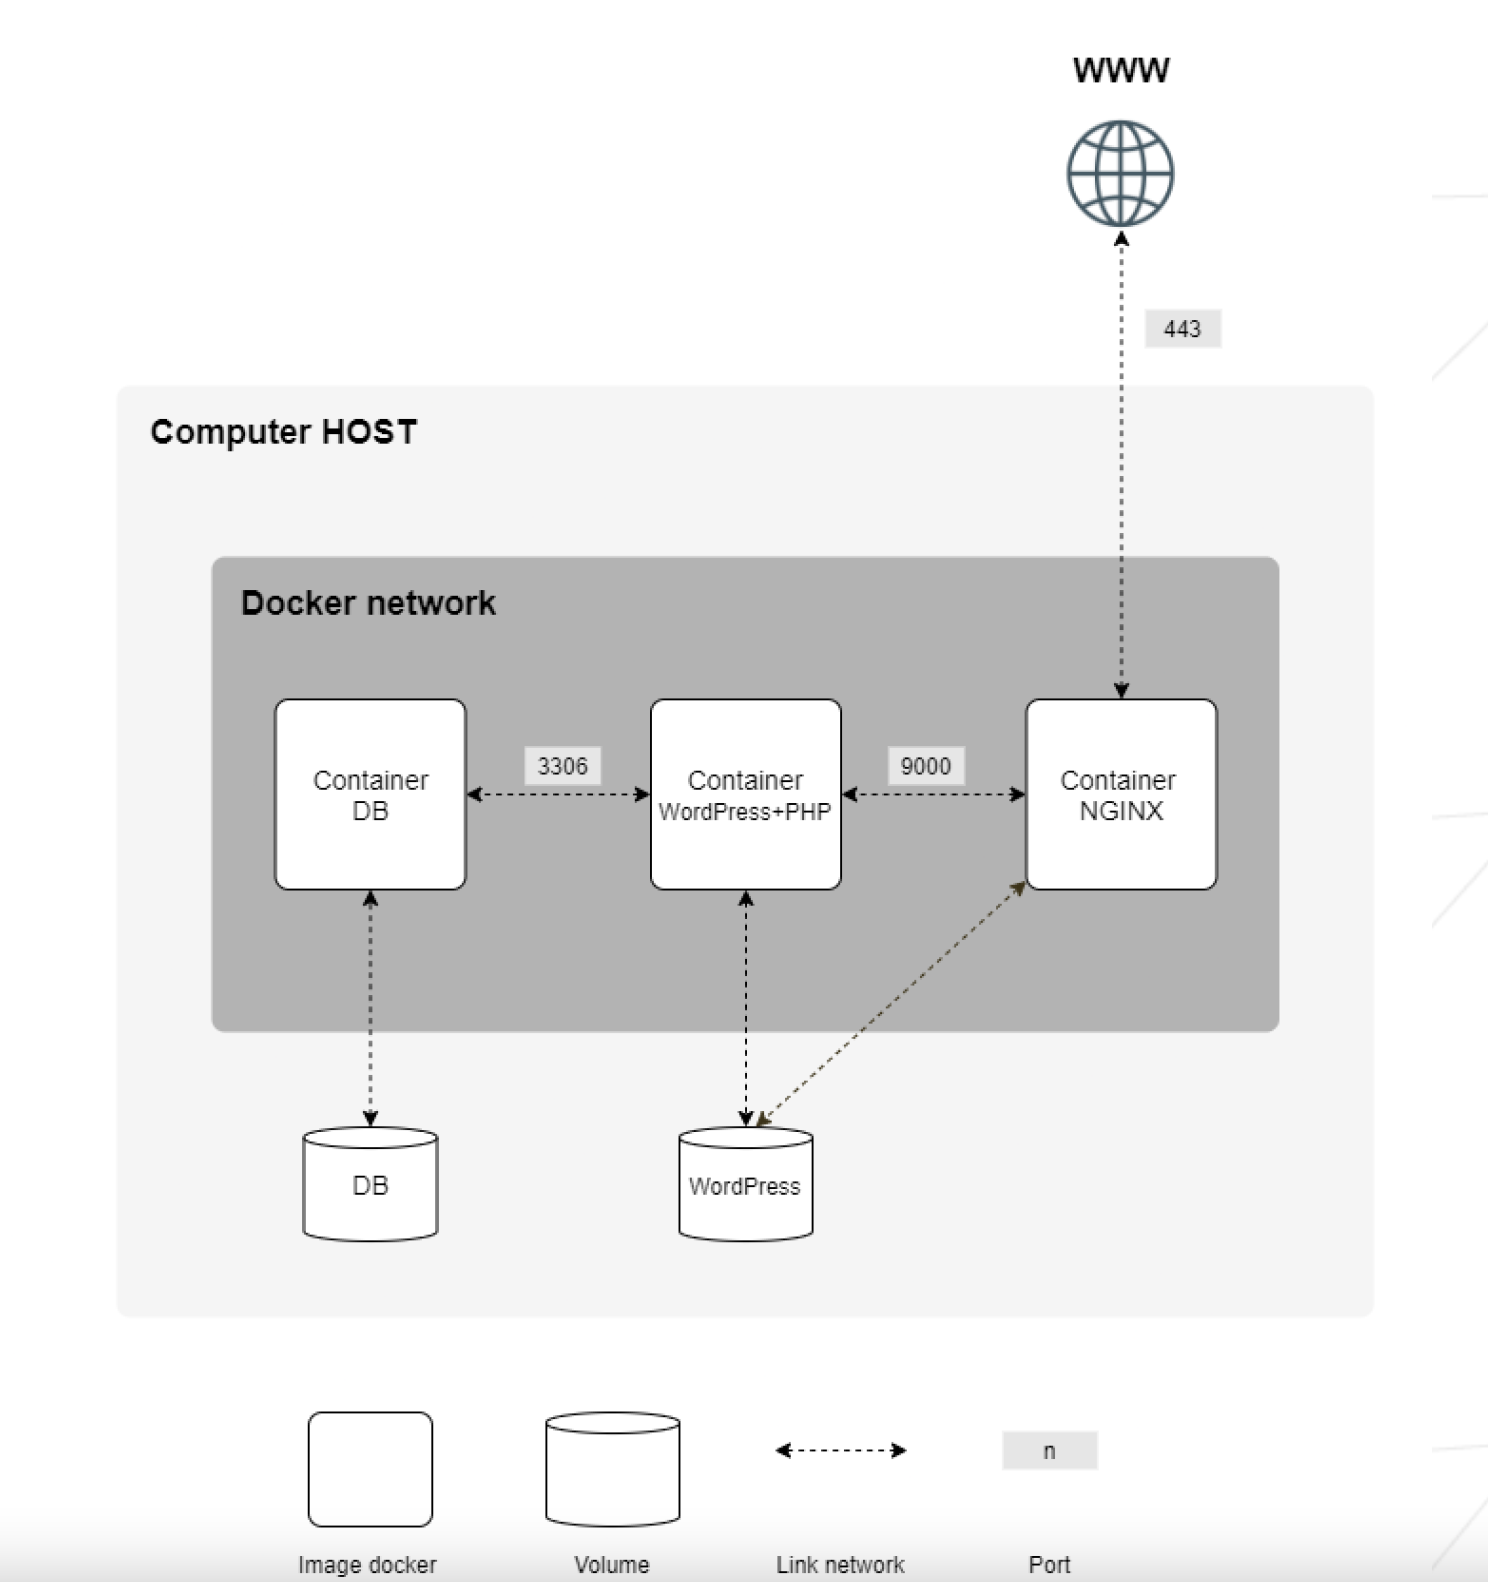 WWW
443
Computer HOST
Docker network
Container
DB
3306
Container
WordPress+PHP
9000
Container
NGINX
DB
WordPress
n
Image docker
Volume
Link network
Port